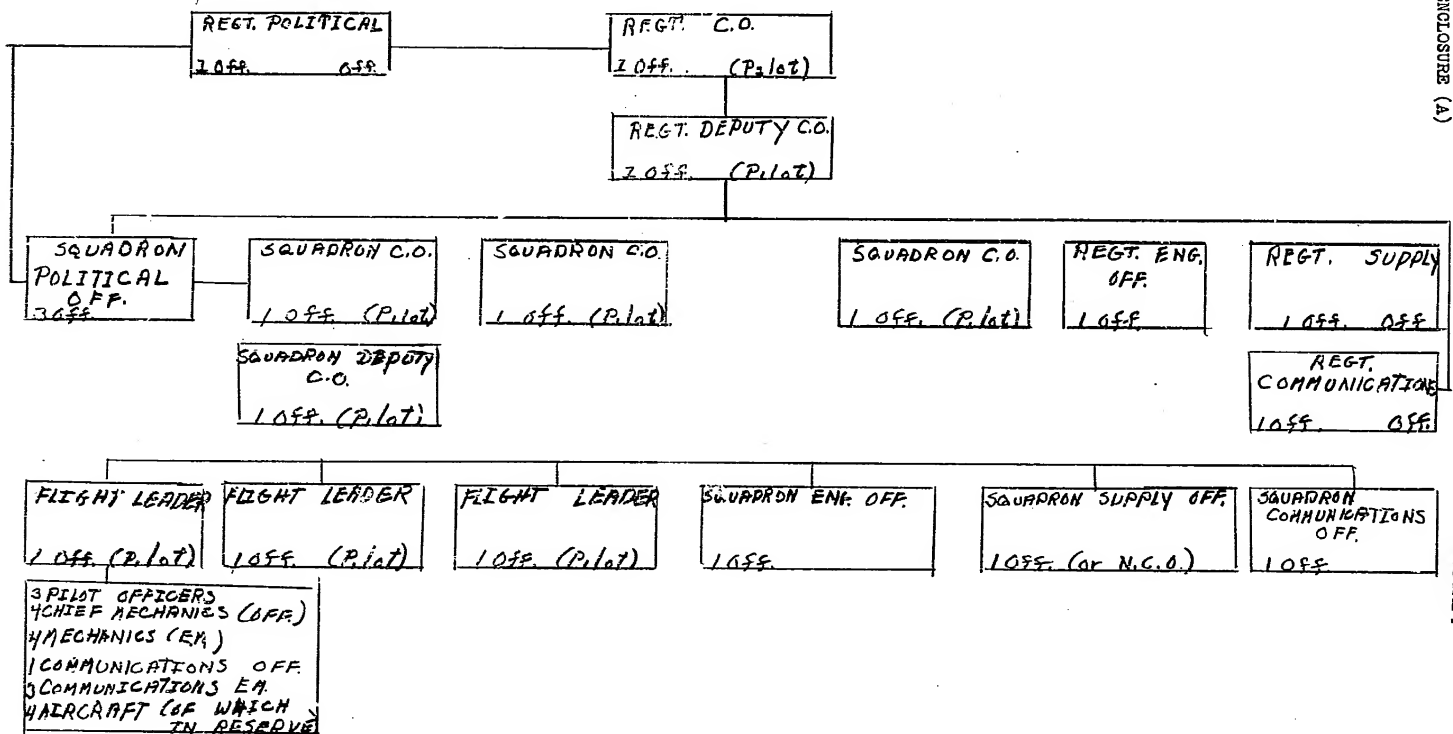 ENCLOSURE (A)
REGT. POLITICAL
1 Off. Off.
REGT. C.O.
1 Off. (Pilot)
REGT. DEPUTY C.O.
1 Off. (Pilot)
SQUADRON
POLITICAL
OFF.
3 Off.
SQUADRON C.O.
1 Off. (Pilot)
SQUADRON C.O.
1 Off. (Pilot)
SQUADRON C.O.
1 Off. (Pilot)
REGT. ENG.
OFF.
1 Off.
REGT. SUPPLY
1 Off. Off
SQUADRON DEPUTY
C.O.
1 Off. (Pilot)
REGT.
COMMUNICATIONS
1 Off. Off.
FLIGHT LEADER
1 Off. (Pilot)
FLIGHT LEADER
1 Off. (Pilot)
FLIGHT LEADER
1 Off. (Pilot)
SQUADRON ENG. OFF.
1 Off.
SQUADRON SUPPLY OFF.
1 Off. (or N.C.O.)
SQUADRON
COMMUNICATIONS
OFF.
1 Off
3 PILOT OFFICERS
4 CHIEF MECHANICS (OFF.)
4 MECHANICS (EM)
1 COMMUNICATIONS OFF.
3 COMMUNICATIONS EM.
4 AIRCRAFT (OF WHICH
IN RESERVE